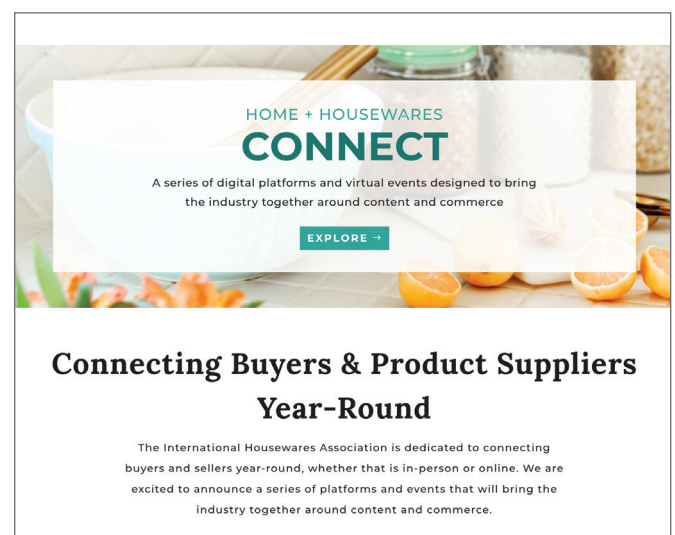 HOME + HOUSEWARES
CONNECT
A series of digital platforms and virtual events designed to bring
the industry together around content and commerce
EXPLORE →
Connecting Buyers & Product Suppliers
Year-Round
The International Housewares Association is dedicated to connecting
buyers and sellers year-round, whether that is in-person or online. We are
excited to announce a series of platforms and events that will bring the
industry together around content and commerce.